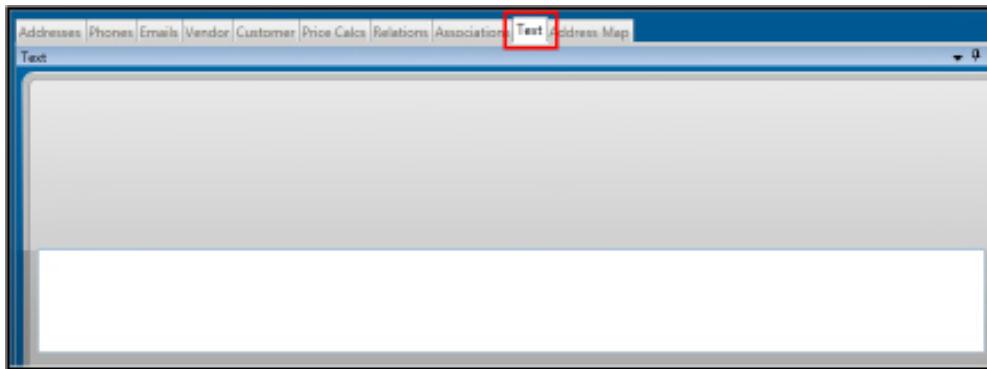 Addresses Phones Emails Vendor Customer Price Calcs Relations Associations Text Address Map
Text